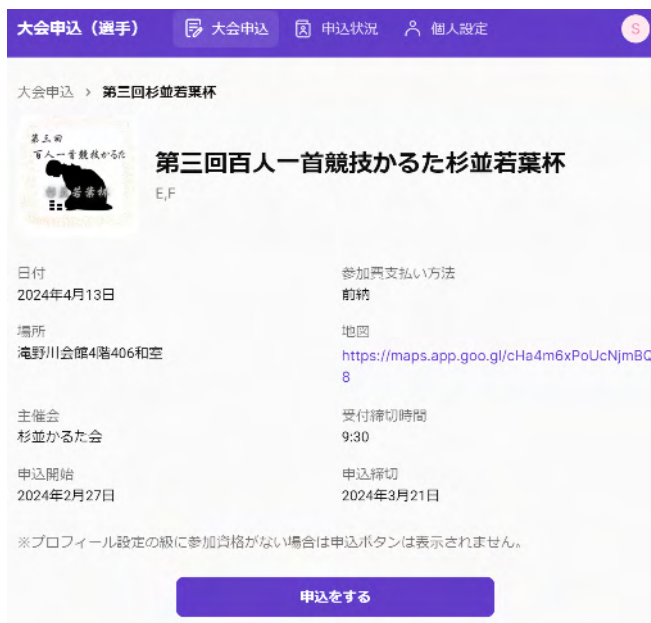 大会申込（選手） 大会申込 申込状況 個人設定 S
大会申込 > 第三回杉並若葉杯
第三回
百人一首競技かるた
杉並若葉杯
第三回百人一首競技かるた杉並若葉杯
E,F
日付 参加費支払い方法
2024年4月13日 前納
場所 地図
滝野川会館4階406和室 https://maps.app.goo.gl/cHa4m6xPoUcNjmBQ
8
主催会 受付締切時間
杉並かるた会 9:30
申込開始 申込締切
2024年2月27日 2024年3月21日
※プロフィール設定の級に参加資格がない場合は申込ボタンは表示されません。
申込をする